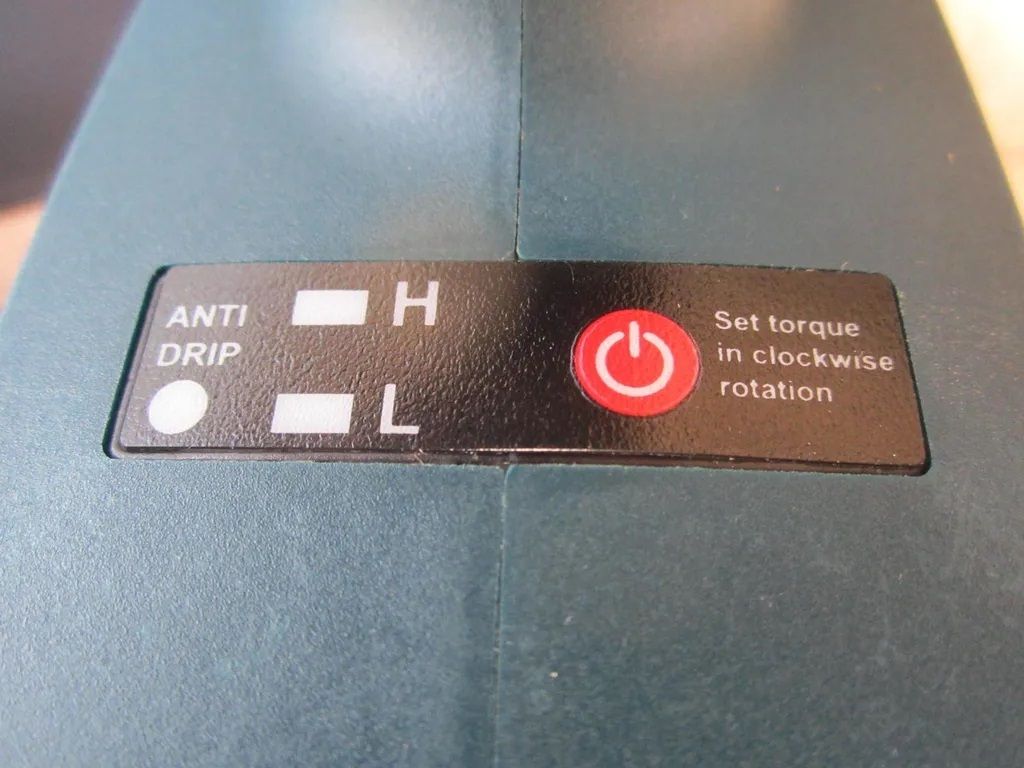 ANTI
DRIP
H
L
Set torque
in clockwise
rotation